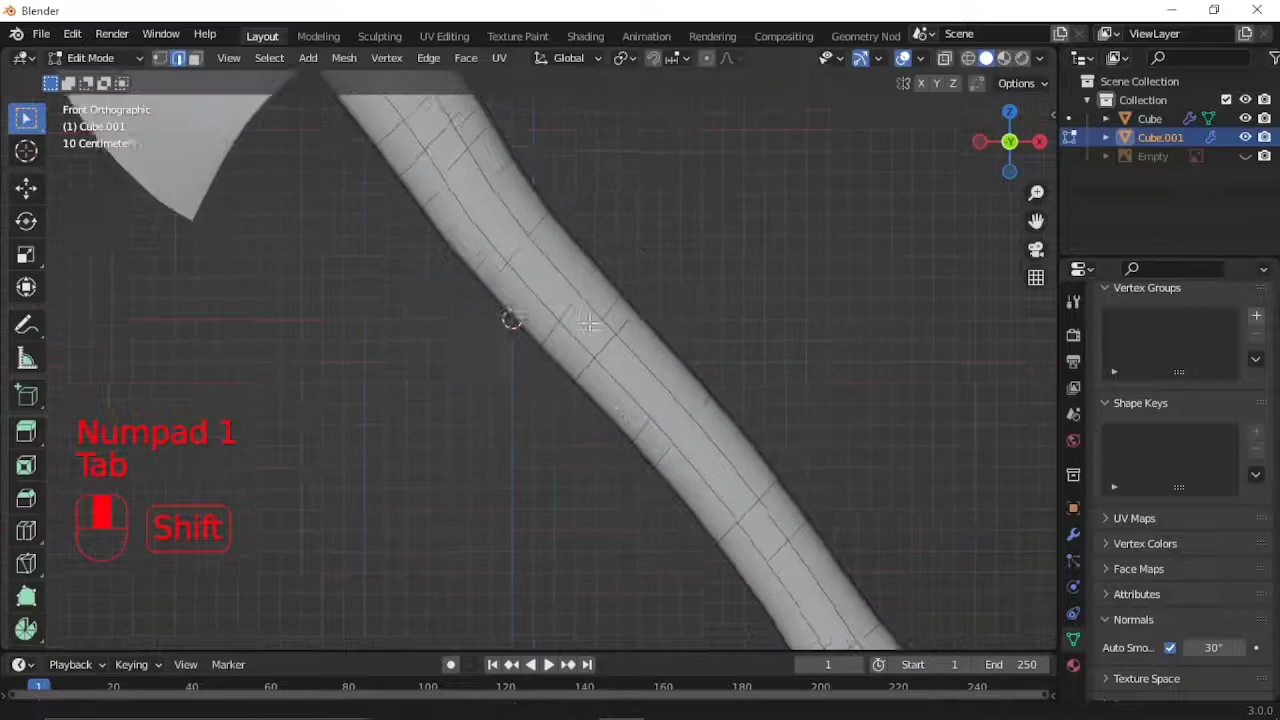 Blender
File Edit Render Window Help Layout Modeling Sculpting UV Editing Texture Paint Shading Animation Rendering Compositing Geometry Nod Scene ViewLayer
Edit Mode View Select Add Mesh Vertex Edge Face UV Global
X Y Z Options
Scene Collection
Collection
Cube
Cube.001
Empty
Front Orthographic
(1) Cube.001
10 Centimeters
Z
-Y
X
Vertex Groups
Shape Keys
UV Maps
Vertex Colors
Face Maps
Attributes
Normals
Auto Smo... 30°
Texture Space
Numpad 1
Tab
Shift
Playback Keying View Marker 1 Start 1 End 250
1 20 40 60 80 100 120 140 160 180 200 220 240
3.0.0